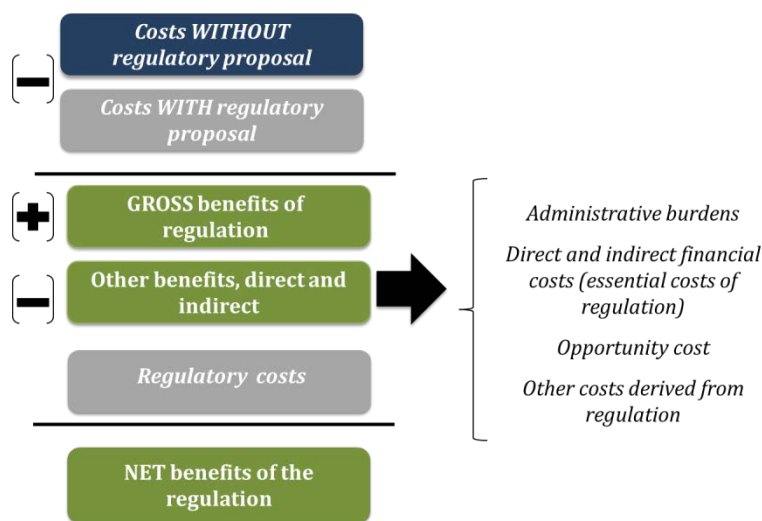 Costs WITHOUT
regulatory proposal
Costs WITH regulatory
proposal
GROSS benefits of
regulation
Other benefits, direct and
indirect
Regulatory costs
NET benefits of the
regulation
Administrative burdens
Direct and indirect financial
costs (essential costs of
regulation)
Opportunity cost
Other costs derived from
regulation